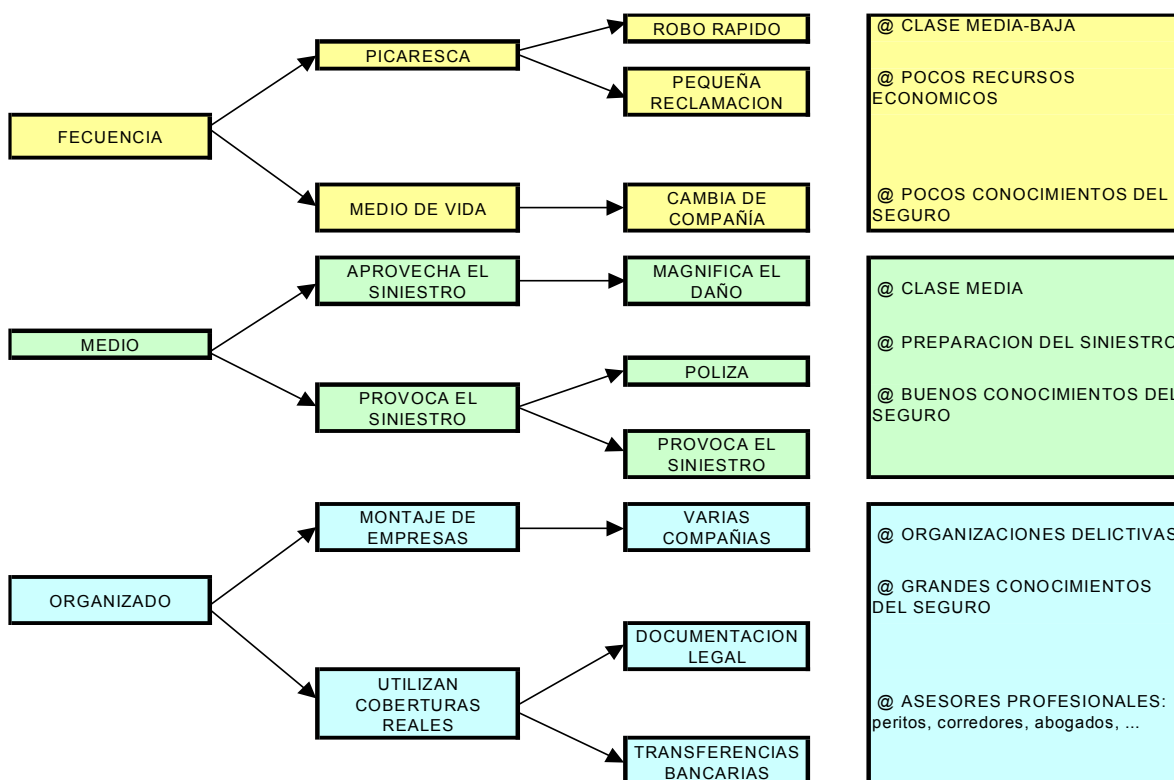 FECUENCIA
PICARESCA
ROBO RAPIDO
PEQUEÑA
RECLAMACION
MEDIO DE VIDA
CAMBIA DE
COMPAÑÍA
@ CLASE MEDIA-BAJA
@ POCOS RECURSOS
ECONOMICOS
@ POCOS CONOCIMIENTOS DEL
SEGURO
MEDIO
APROVECHA EL
SINIESTRO
MAGNIFICA EL
DAÑO
PROVOCA EL
SINIESTRO
POLIZA
PROVOCA EL
SINIESTRO
@ CLASE MEDIA
@ PREPARACION DEL SINIESTRO
@ BUENOS CONOCIMIENTOS DEL
SEGURO
ORGANIZADO
MONTAJE DE
EMPRESAS
VARIAS
COMPAÑIAS
UTILIZAN
COBERTURAS
REALES
DOCUMENTACION
LEGAL
TRANSFERENCIAS
BANCARIAS
@ ORGANIZACIONES DELICTIVAS
@ GRANDES CONOCIMIENTOS
DEL SEGURO
@ ASESORES PROFESIONALES:
peritos, corredores, abogados, ...